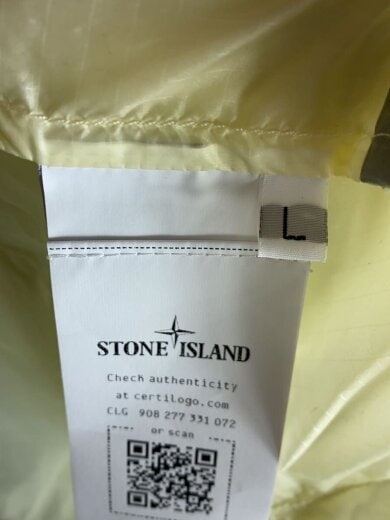 L
STONE ISLAND
Check authenticity
at certilogo.com
CLG 908 277 331 072
or scan